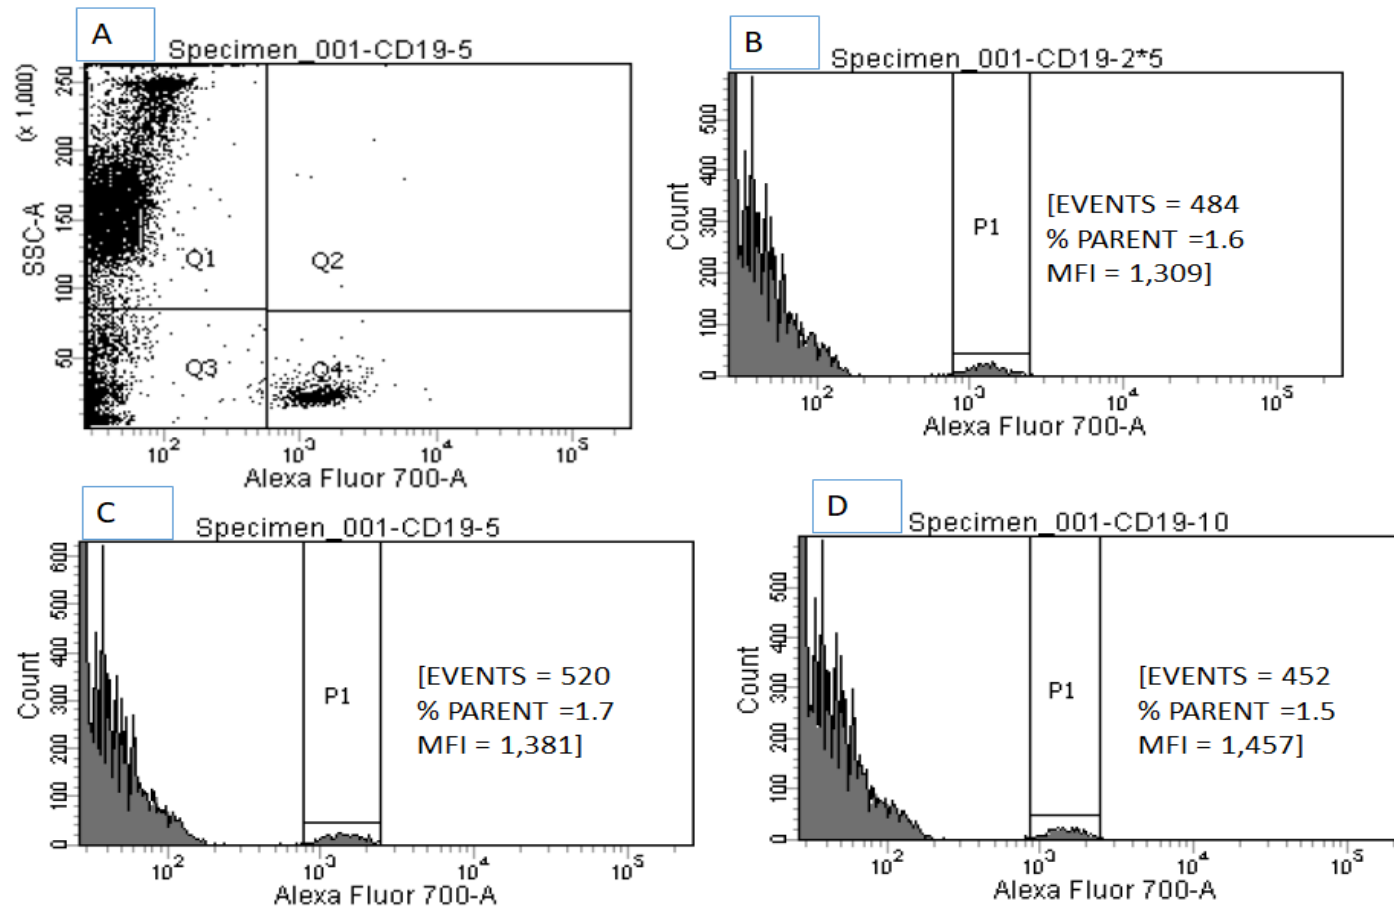 A
Specimen_001-CD19-5
(x 1,000)
SSC-A
250
200
150
100
50
Q1
Q2
Q3
Q4
10^2
10^3
10^4
10^5
Alexa Fluor 700-A
B
Specimen_001-CD19-2*5
Count
500
400
300
200
100
0
P1
[EVENTS = 484
% PARENT =1.6
MFI = 1,309]
10^2
10^3
10^4
10^5
Alexa Fluor 700-A
C
Specimen_001-CD19-5
Count
600
500
400
300
200
100
0
P1
[EVENTS = 520
% PARENT =1.7
MFI = 1,381]
10^2
10^3
10^4
10^5
Alexa Fluor 700-A
D
Specimen_001-CD19-10
Count
500
400
300
200
100
0
P1
[EVENTS = 452
% PARENT =1.5
MFI = 1,457]
10^2
10^3
10^4
10^5
Alexa Fluor 700-A